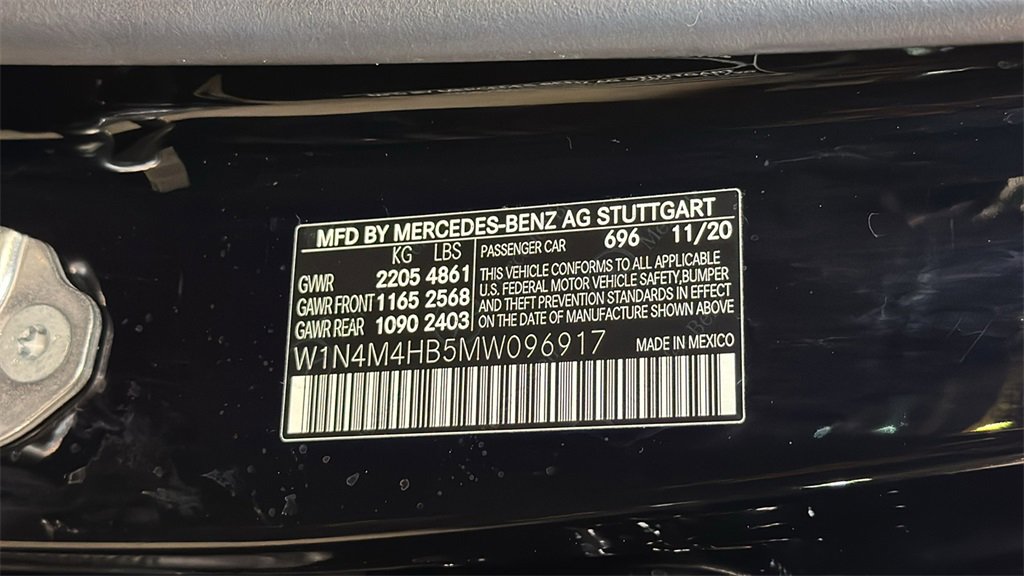 MFD BY MERCEDES-BENZ AG STUTTGART
KG LBS
GVWR 2205 4861
GAWR FRONT 1165 2568
GAWR REAR 1090 2403
PASSENGER CAR 696 11/20
THIS VEHICLE CONFORMS TO ALL APPLICABLE
U.S. FEDERAL MOTOR VEHICLE SAFETY,BUMPER
AND THEFT PREVENTION STANDARDS IN EFFECT
ON THE DATE OF MANUFACTURE SHOWN ABOVE
W1N4M4HB5MW096917 MADE IN MEXICO